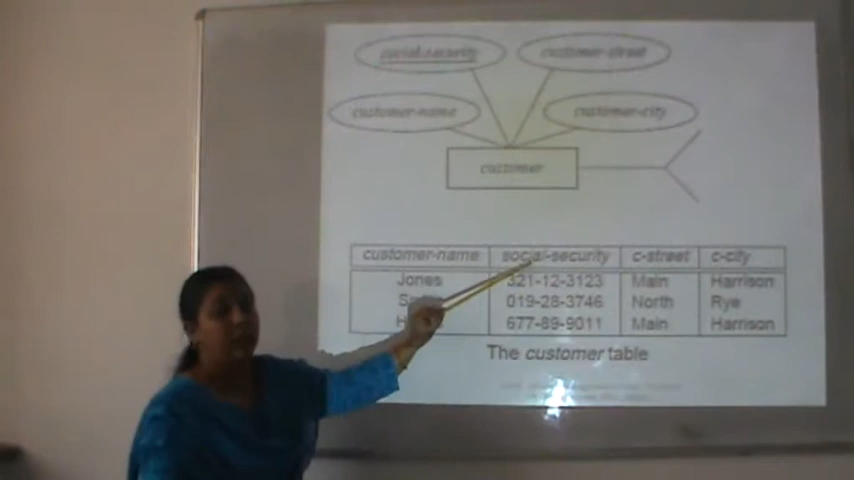 social-security customer-street
customer-name customer-city
customer
customer-name social-security c-street c-city
Jones 321-12-3123 Main Harrison
019-28-3746 North Rye
677-89-9011 Main Harrison
The customer table